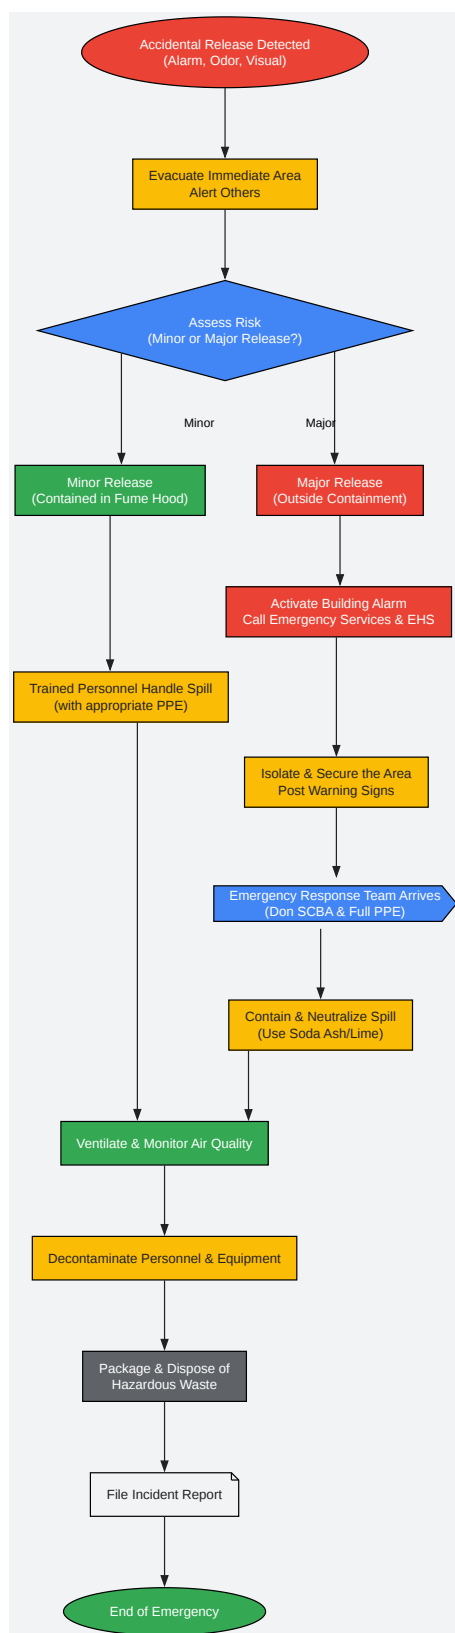 Accidental Release Detected
(Alarm, Odor, Visual)
Evacuate Immediate Area
Alert Others
Assess Risk
(Minor or Major Release?)
Minor
Major
Minor Release
(Contained in Fume Hood)
Major Release
(Outside Containment)
Activate Building Alarm
Call Emergency Services & EHS
Trained Personnel Handle Spill
(with appropriate PPE)
Isolate & Secure the Area
Post Warning Signs
Emergency Response Team Arrives
(Don SCBA & Full PPE)
Contain & Neutralize Spill
(Use Soda Ash/Lime)
Ventilate & Monitor Air Quality
Decontaminate Personnel & Equipment
Package & Dispose of
Hazardous Waste
File Incident Report
End of Emergency